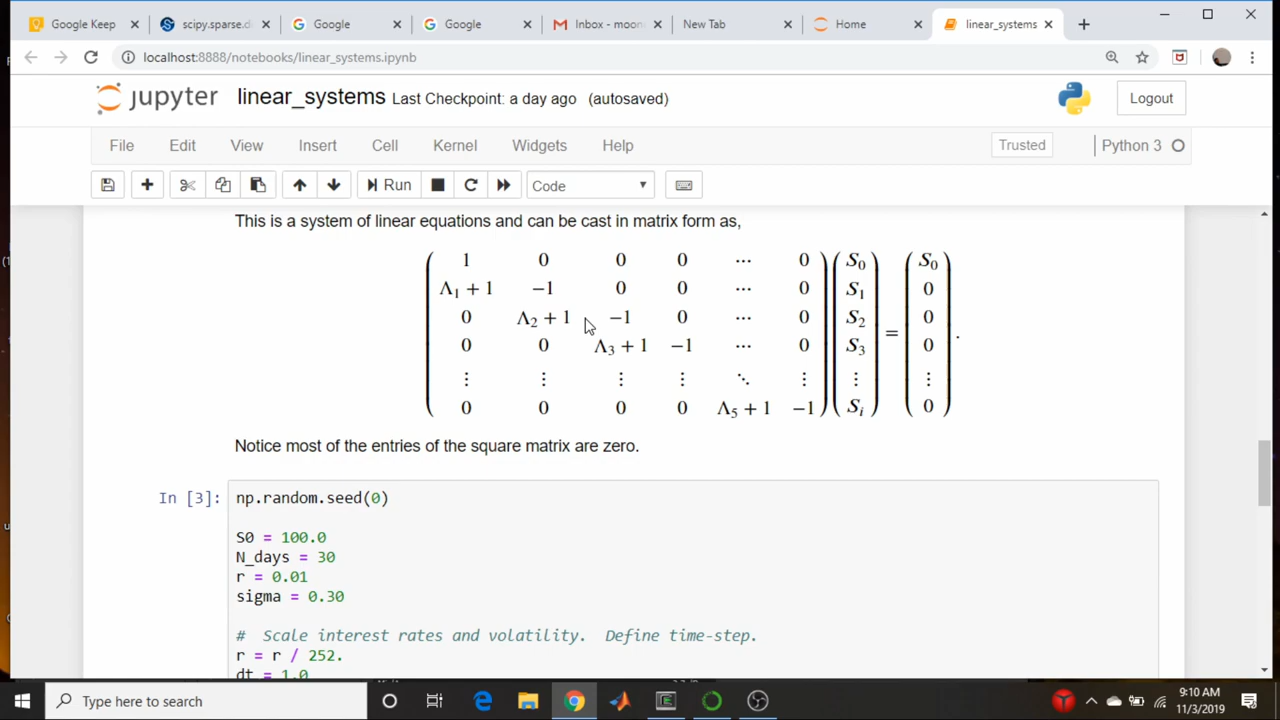 Google Keep scipy.sparse.d Google Google Inbox - moon New Tab Home linear_systems
localhost:8888/notebooks/linear_systems.ipynb
jupyter linear_systems Last Checkpoint: a day ago (autosaved) Logout
File Edit View Insert Cell Kernel Widgets Help Trusted Python 3
Run Code
This is a system of linear equations and can be cast in matrix form as,
1 0 0 0 ⋯ 0 S₀ S₀
Λ₁ + 1 −1 0 0 ⋯ 0 S₁ 0
0 Λ₂ + 1 −1 0 ⋯ 0 S₂ 0
0 0 Λ₃ + 1 −1 ⋯ 0 S₃ = 0 .
⋮ ⋮ ⋮ ⋮ ⋱ ⋮ ⋮ ⋮
0 0 0 0 Λ₅ + 1 −1 Sᵢ 0
Notice most of the entries of the square matrix are zero.
In [3]: np.random.seed(0)
S0 = 100.0
N_days = 30
r = 0.01
sigma = 0.30
# Scale interest rates and volatility. Define time-step.
r = r / 252.
dt = 1.0
Type here to search
9:10 AM
11/3/2019